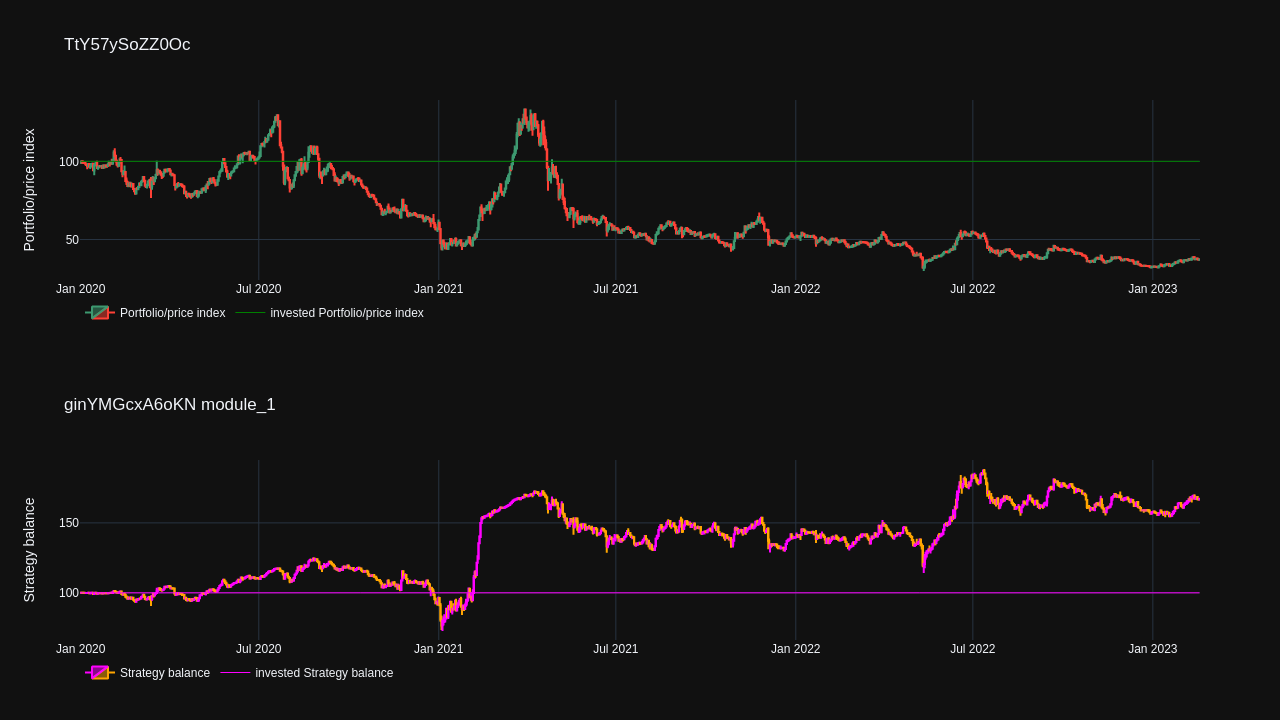 TtY57ySoZZ0Oc
Portfolio/price index
100
50
Jan 2020 Jul 2020 Jan 2021 Jul 2021 Jan 2022 Jul 2022 Jan 2023
Portfolio/price index invested Portfolio/price index
ginYMGcxA6oKN module_1
Strategy balance
150
100
Jan 2020 Jul 2020 Jan 2021 Jul 2021 Jan 2022 Jul 2022 Jan 2023
Strategy balance invested Strategy balance